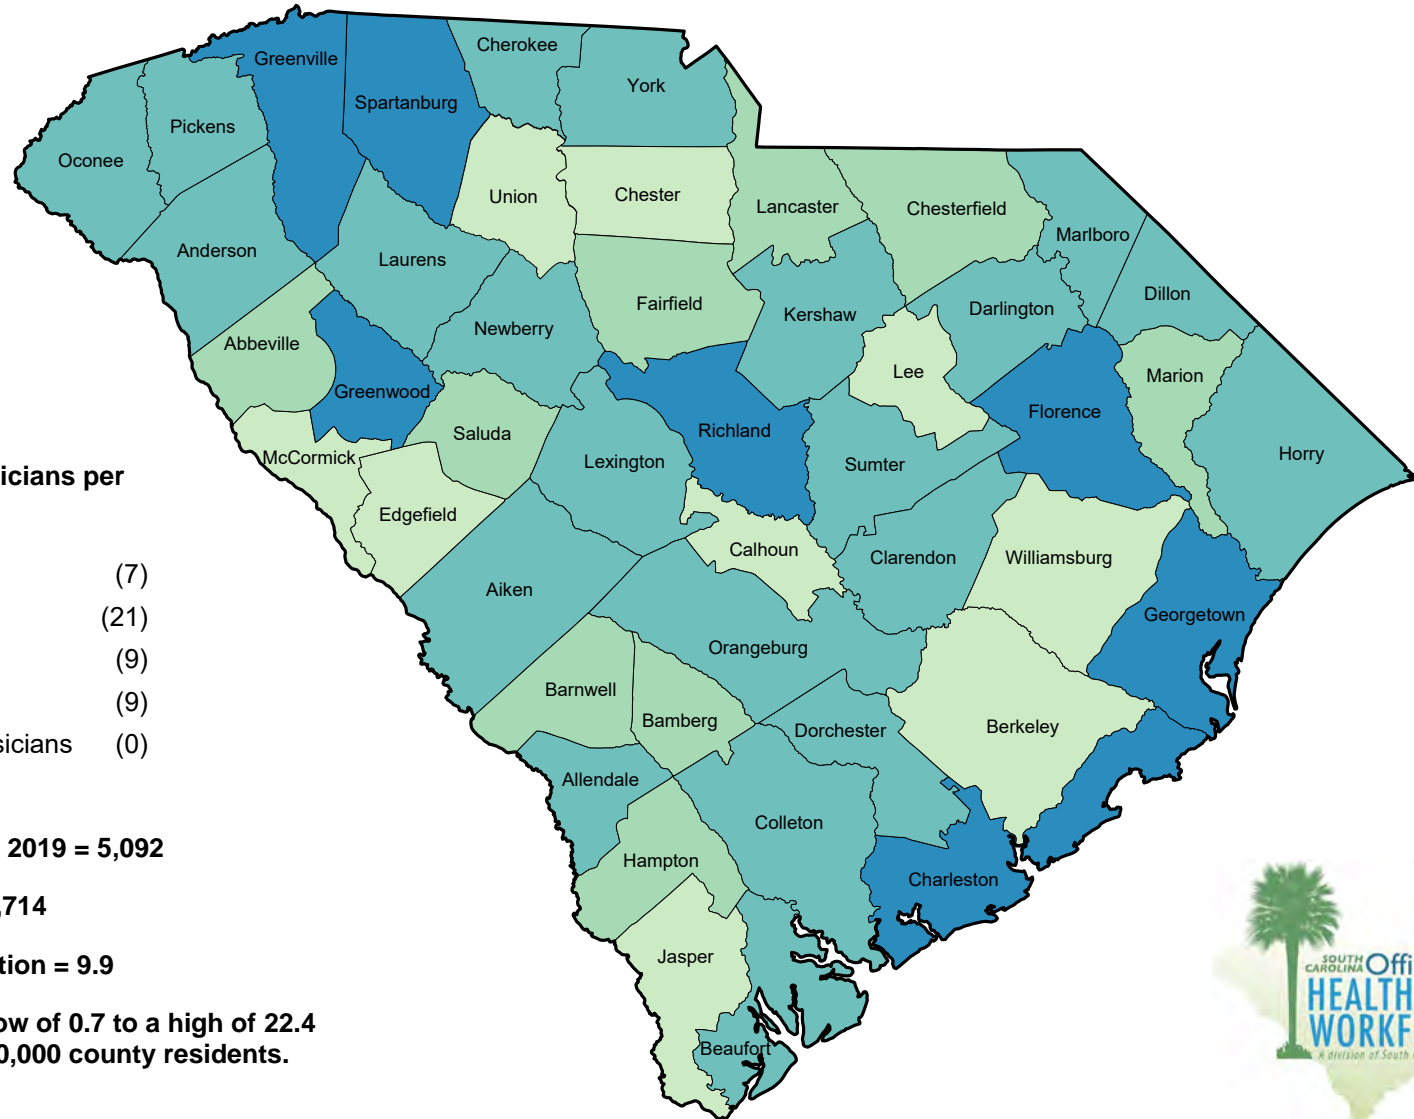 Cherokee
Greenville
York
Spartanburg
Pickens
Oconee
Union
Chester
Lancaster
Chesterfield
Marlboro
Anderson
Laurens
Dillon
Fairfield
Kershaw
Darlington
Newberry
Abbeville
Lee
Marion
Greenwood
Florence
Richland
Saluda
Horry
McCormick
Lexington
Sumter
Edgefield
Calhoun
Clarendon
Williamsburg
Aiken
Georgetown
Orangeburg
Barnwell
Bamberg
Berkeley
Dorchester
Allendale
Colleton
Hampton
Charleston
Jasper
Beaufort
icians per
(7)
(21)
(9)
(9)
sicians (0)
2019 = 5,092
,714
tion = 9.9
ow of 0.7 to a high of 22.4
0,000 county residents.
SOUTH
CAROLINA Offi
HEALTH
WORKF
A division of South